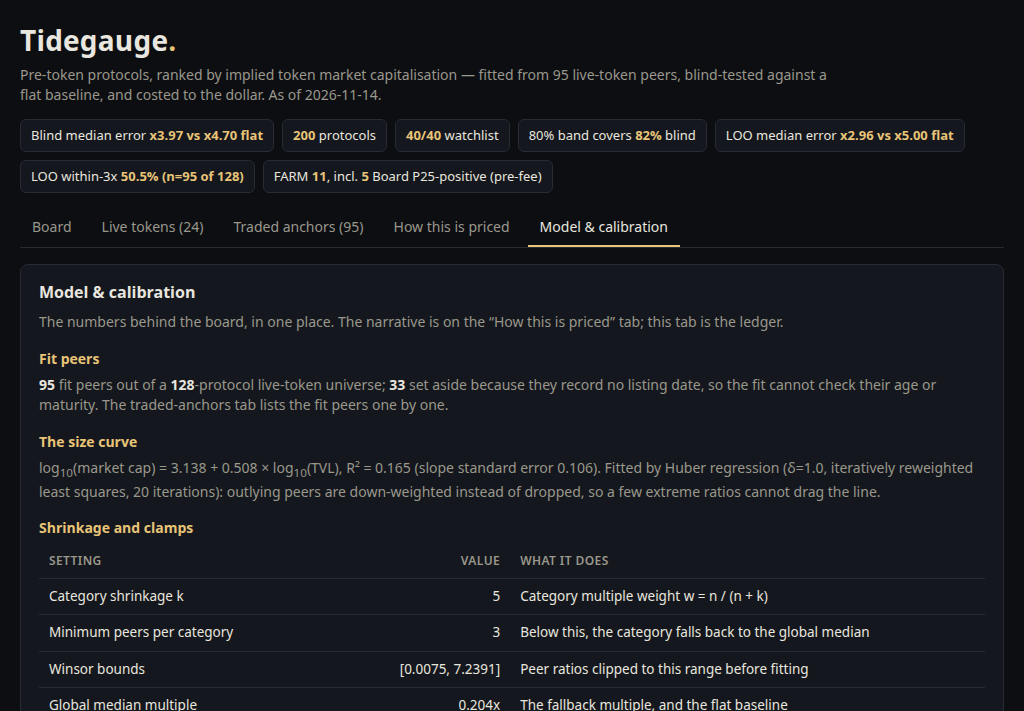 Tidegauge.
Pre-token protocols, ranked by implied token market capitalisation — fitted from 95 live-token peers, blind-tested against a
flat baseline, and costed to the dollar. As of 2026-11-14.
Blind median error x3.97 vs x4.70 flat
200 protocols
40/40 watchlist
80% band covers 82% blind
LOO median error x2.96 vs x5.00 flat
LOO within-3x 50.5% (n=95 of 128)
FARM 11, incl. 5 Board P25-positive (pre-fee)
Board
Live tokens (24)
Traded anchors (95)
How this is priced
Model & calibration
Model & calibration
The numbers behind the board, in one place. The narrative is on the “How this is priced” tab; this tab is the ledger.
Fit peers
95 fit peers out of a 128-protocol live-token universe; 33 set aside because they record no listing date, so the fit cannot check their age or
maturity. The traded-anchors tab lists the fit peers one by one.
The size curve
log10(market cap) = 3.138 + 0.508 × log10(TVL), R² = 0.165 (slope standard error 0.106). Fitted by Huber regression (δ=1.0, iteratively reweighted
least squares, 20 iterations): outlying peers are down-weighted instead of dropped, so a few extreme ratios cannot drag the line.
Shrinkage and clamps
SETTING VALUE WHAT IT DOES
Category shrinkage k 5 Category multiple weight w = n / (n + k)
Minimum peers per category 3 Below this, the category falls back to the global median
Winsor bounds [0.0075, 7.2391] Peer ratios clipped to this range before fitting
Global median multiple 0.204x The fallback multiple, and the flat baseline